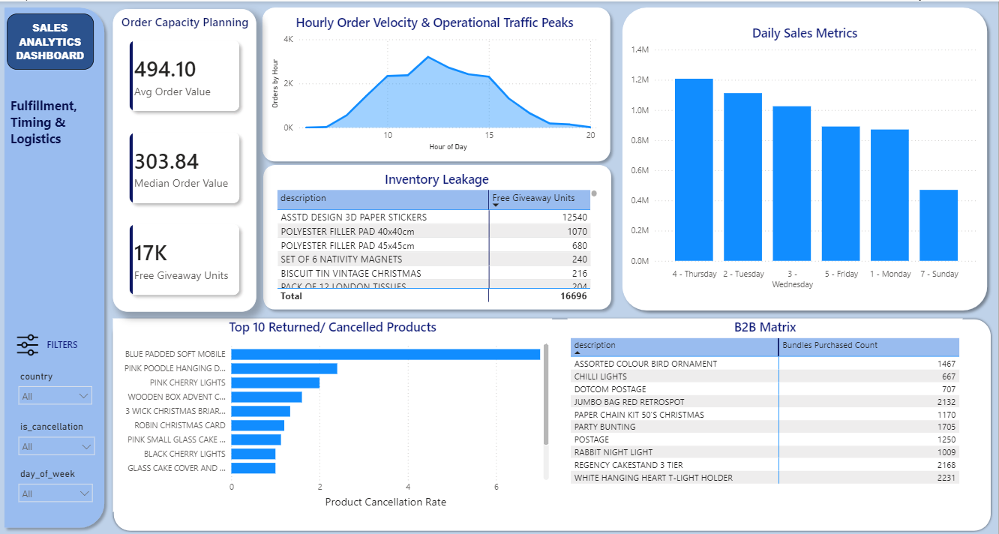 SALES
ANALYTICS
DASHBOARD
Fulfillment,
Timing &
Logistics
FILTERS
country
All
is_cancellation
All
day_of_week
All
Order Capacity Planning
494.10
Avg Order Value
303.84
Median Order Value
17K
Free Giveaway Units
Hourly Order Velocity & Operational Traffic Peaks
Orders by Hour
4K
2K
0K
10 15 20
Hour of Day
Inventory Leakage
description Free Giveaway Units
ASSTD DESIGN 3D PAPER STICKERS 12540
POLYESTER FILLER PAD 40x40cm 1070
POLYESTER FILLER PAD 45x45cm 680
SET OF 6 NATIVITY MAGNETS 240
BISCUIT TIN VINTAGE CHRISTMAS 216
PACK OF 12 LONDON TISSUES 204
Total 16696
Daily Sales Metrics
1.4M
1.2M
1.0M
0.8M
0.6M
0.4M
0.2M
0.0M
4 - Thursday 2 - Tuesday 3 - 5 - Friday 1 - Monday 7 - Sunday
Wednesday
Top 10 Returned/ Cancelled Products
BLUE PADDED SOFT MOBILE
PINK POODLE HANGING D...
PINK CHERRY LIGHTS
WOODEN BOX ADVENT C...
3 WICK CHRISTMAS BRIAR...
ROBIN CHRISTMAS CARD
PINK SMALL GLASS CAKE ...
BLACK CHERRY LIGHTS
GLASS CAKE COVER AND ...
0 2 4 6
Product Cancellation Rate
B2B Matrix
description Bundles Purchased Count
ASSORTED COLOUR BIRD ORNAMENT 1467
CHILLI LIGHTS 667
DOTCOM POSTAGE 707
JUMBO BAG RED RETROSPOT 2132
PAPER CHAIN KIT 50'S CHRISTMAS 1170
PARTY BUNTING 1705
POSTAGE 1250
RABBIT NIGHT LIGHT 1009
REGENCY CAKESTAND 3 TIER 2168
WHITE HANGING HEART T-LIGHT HOLDER 2231